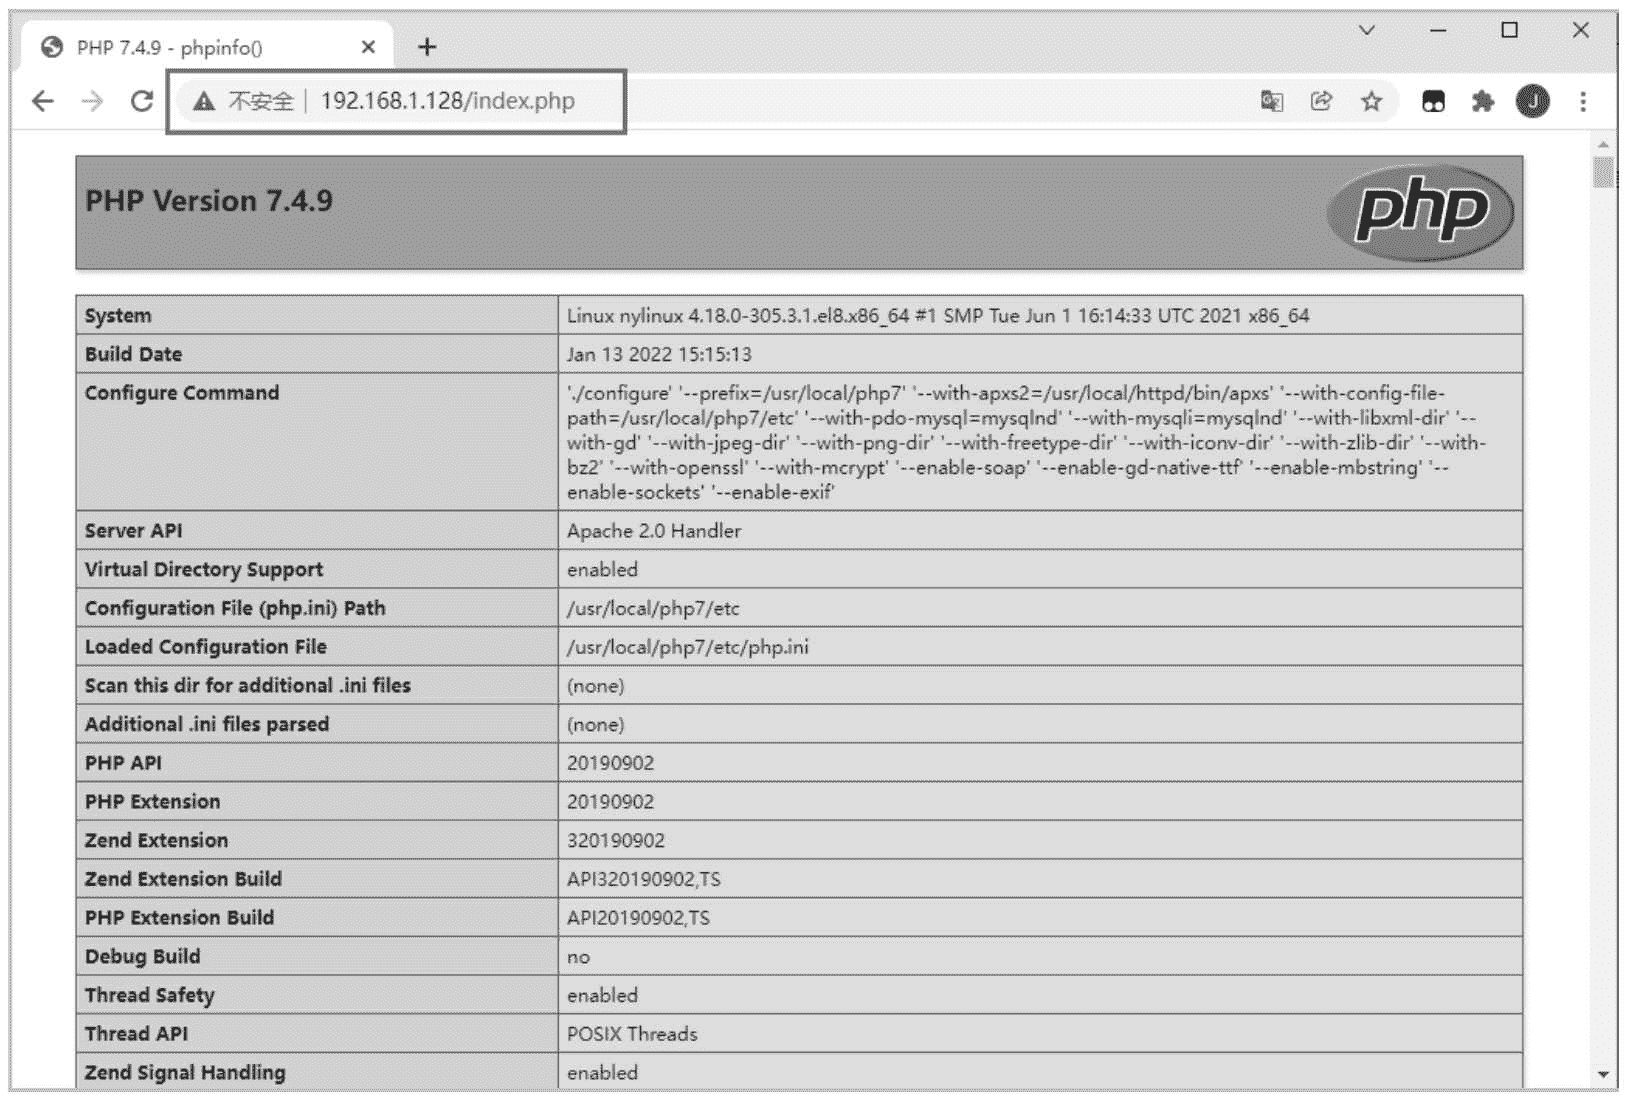 PHP 7.4.9 - phpinfo()
不安全 192.168.1.128/index.php
J
PHP Version 7.4.9
php
System Linux nylinux 4.18.0-305.3.1.el8.x86_64 #1 SMP Tue Jun 1 16:14:33 UTC 2021 x86_64
Build Date Jan 13 2022 15:15:13
Configure Command './configure' '--prefix=/usr/local/php7' '--with-apxs2=/usr/local/httpd/bin/apxs' '--with-config-file-
path=/usr/local/php7/etc' '--with-pdo-mysql=mysqlnd' '--with-mysqli=mysqlnd' '--with-libxml-dir' '--
with-gd' '--with-jpeg-dir' '--with-png-dir' '--with-freetype-dir' '--with-iconv-dir' '--with-zlib-dir' '--with-
bz2' '--with-openssl' '--with-mcrypt' '--enable-soap' '--enable-gd-native-ttf' '--enable-mbstring' '--
enable-sockets' '--enable-exif'
Server API Apache 2.0 Handler
Virtual Directory Support enabled
Configuration File (php.ini) Path /usr/local/php7/etc
Loaded Configuration File /usr/local/php7/etc/php.ini
Scan this dir for additional .ini files (none)
Additional .ini files parsed (none)
PHP API 20190902
PHP Extension 20190902
Zend Extension 320190902
Zend Extension Build API320190902,TS
PHP Extension Build API20190902,TS
Debug Build no
Thread Safety enabled
Thread API POSIX Threads
Zend Signal Handling enabled